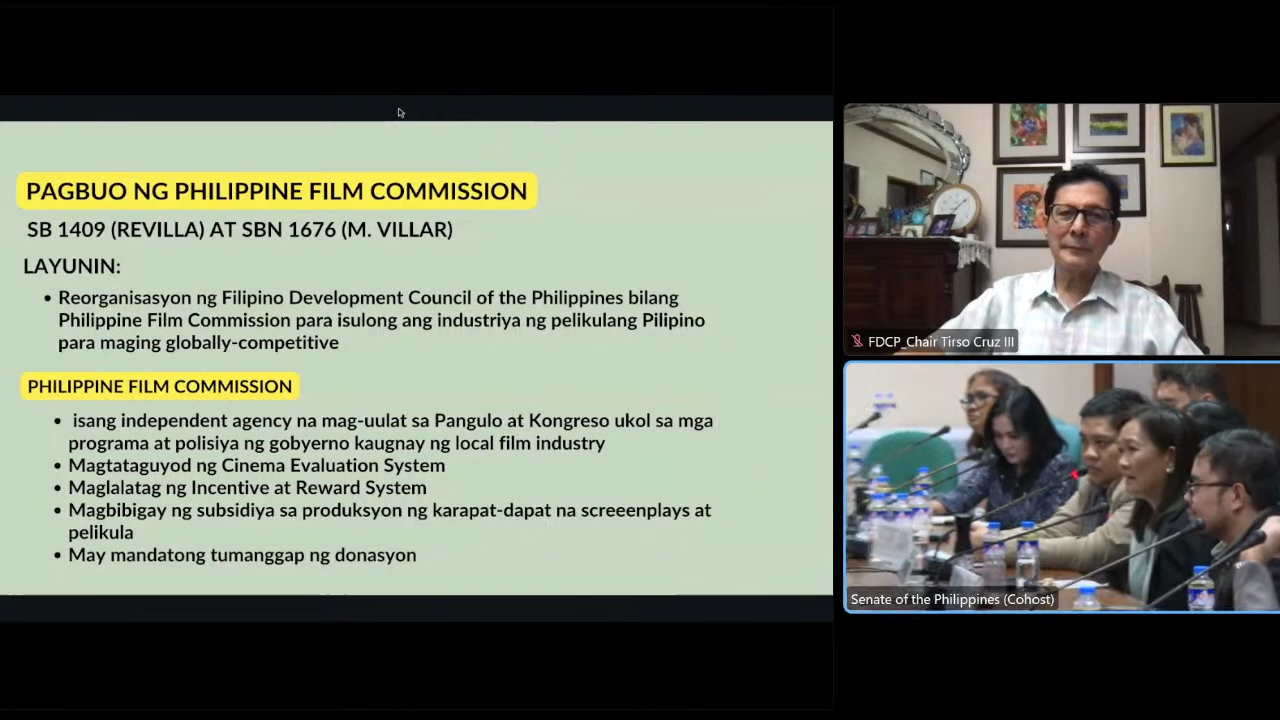 PAGBUO NG PHILIPPINE FILM COMMISSION
SB 1409 (REVILLA) AT SBN 1676 (M. VILLAR)
LAYUNIN:
• Reorganisasyon ng Filipino Development Council of the Philippines bilang
Philippine Film Commission para isulong ang industriya ng pelikulang Pilipino
para maging globally-competitive
PHILIPPINE FILM COMMISSION
• isang independent agency na mag-uulat sa Pangulo at Kongreso ukol sa mga
programa at polisiya ng gobyerno kaugnay ng local film industry
• Magtataguyod ng Cinema Evaluation System
• Maglalatag ng Incentive at Reward System
• Magbibigay ng subsidiya sa produksyon ng karapat-dapat na screeenplays at
pelikula
• May mandatong tumanggap ng donasyon
FDCP_Chair Tirso Cruz III
Senate of the Philippines (Cohost)